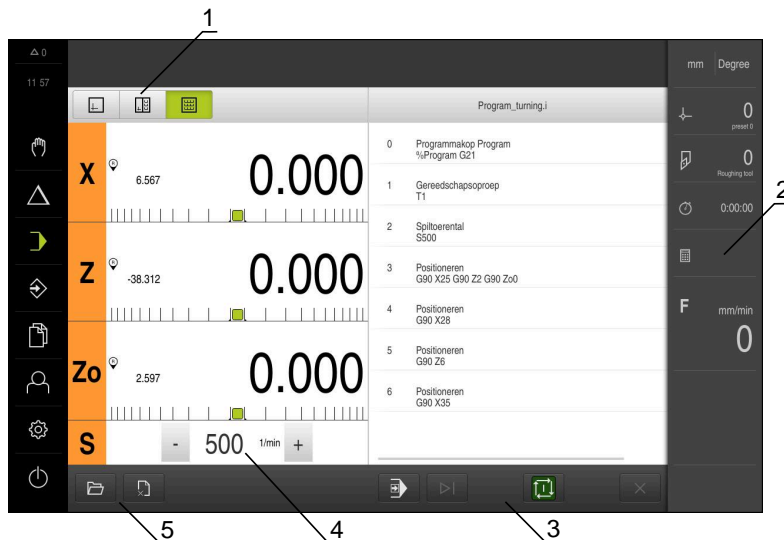 1
△ 0
11 57
mm Degree
Program_turning.i
0
preset 0
0
Roughing tool
0:00:00
2
F mm/min
0
X R 6.567 0.000
Z R -38.312 0.000
Zo R 2.597 0.000
S - 500 1/min +
0 Programmakop Program
%Program G21
1 Gereedschapsoproep
T1
2 Spiltoerental
S500
3 Positioneren
G90 X25 G90 Z2 G90 Zo0
4 Positioneren
G90 X28
5 Positioneren
G90 Z6
6 Positioneren
G90 X35
5
4
3